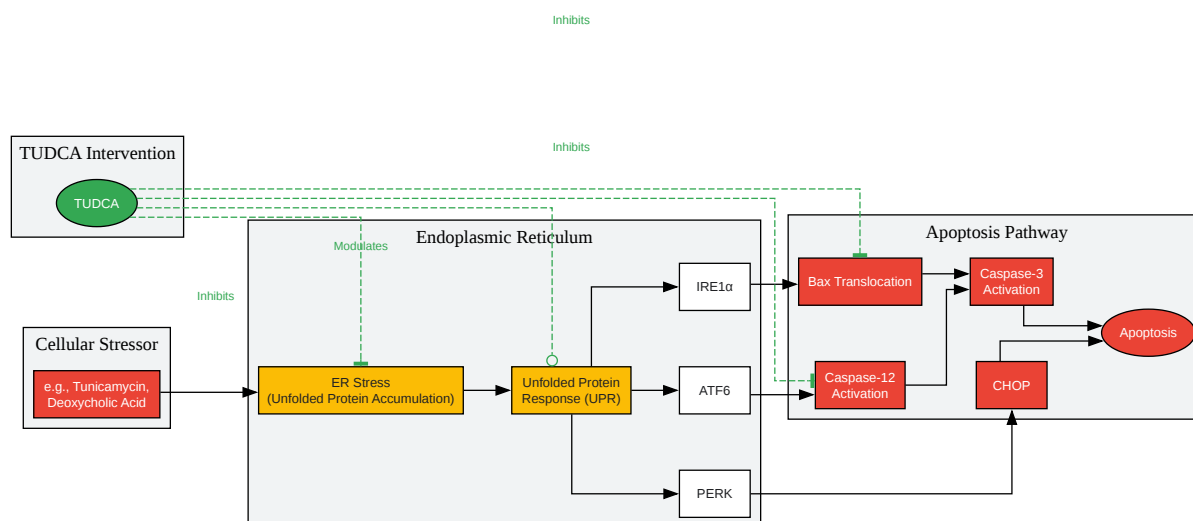 Inhibits
Inhibits
TUDCA Intervention
TUDCA
Modulates
Inhibits
Endoplasmic Reticulum
Apoptosis Pathway
IRE1α
Bax Translocation
Caspase-3
Activation
Apoptosis
Cellular Stressor
e.g., Tunicamycin,
Deoxycholic Acid
ER Stress
(Unfolded Protein Accumulation)
Unfolded Protein
Response (UPR)
ATF6
Caspase-12
Activation
CHOP
PERK